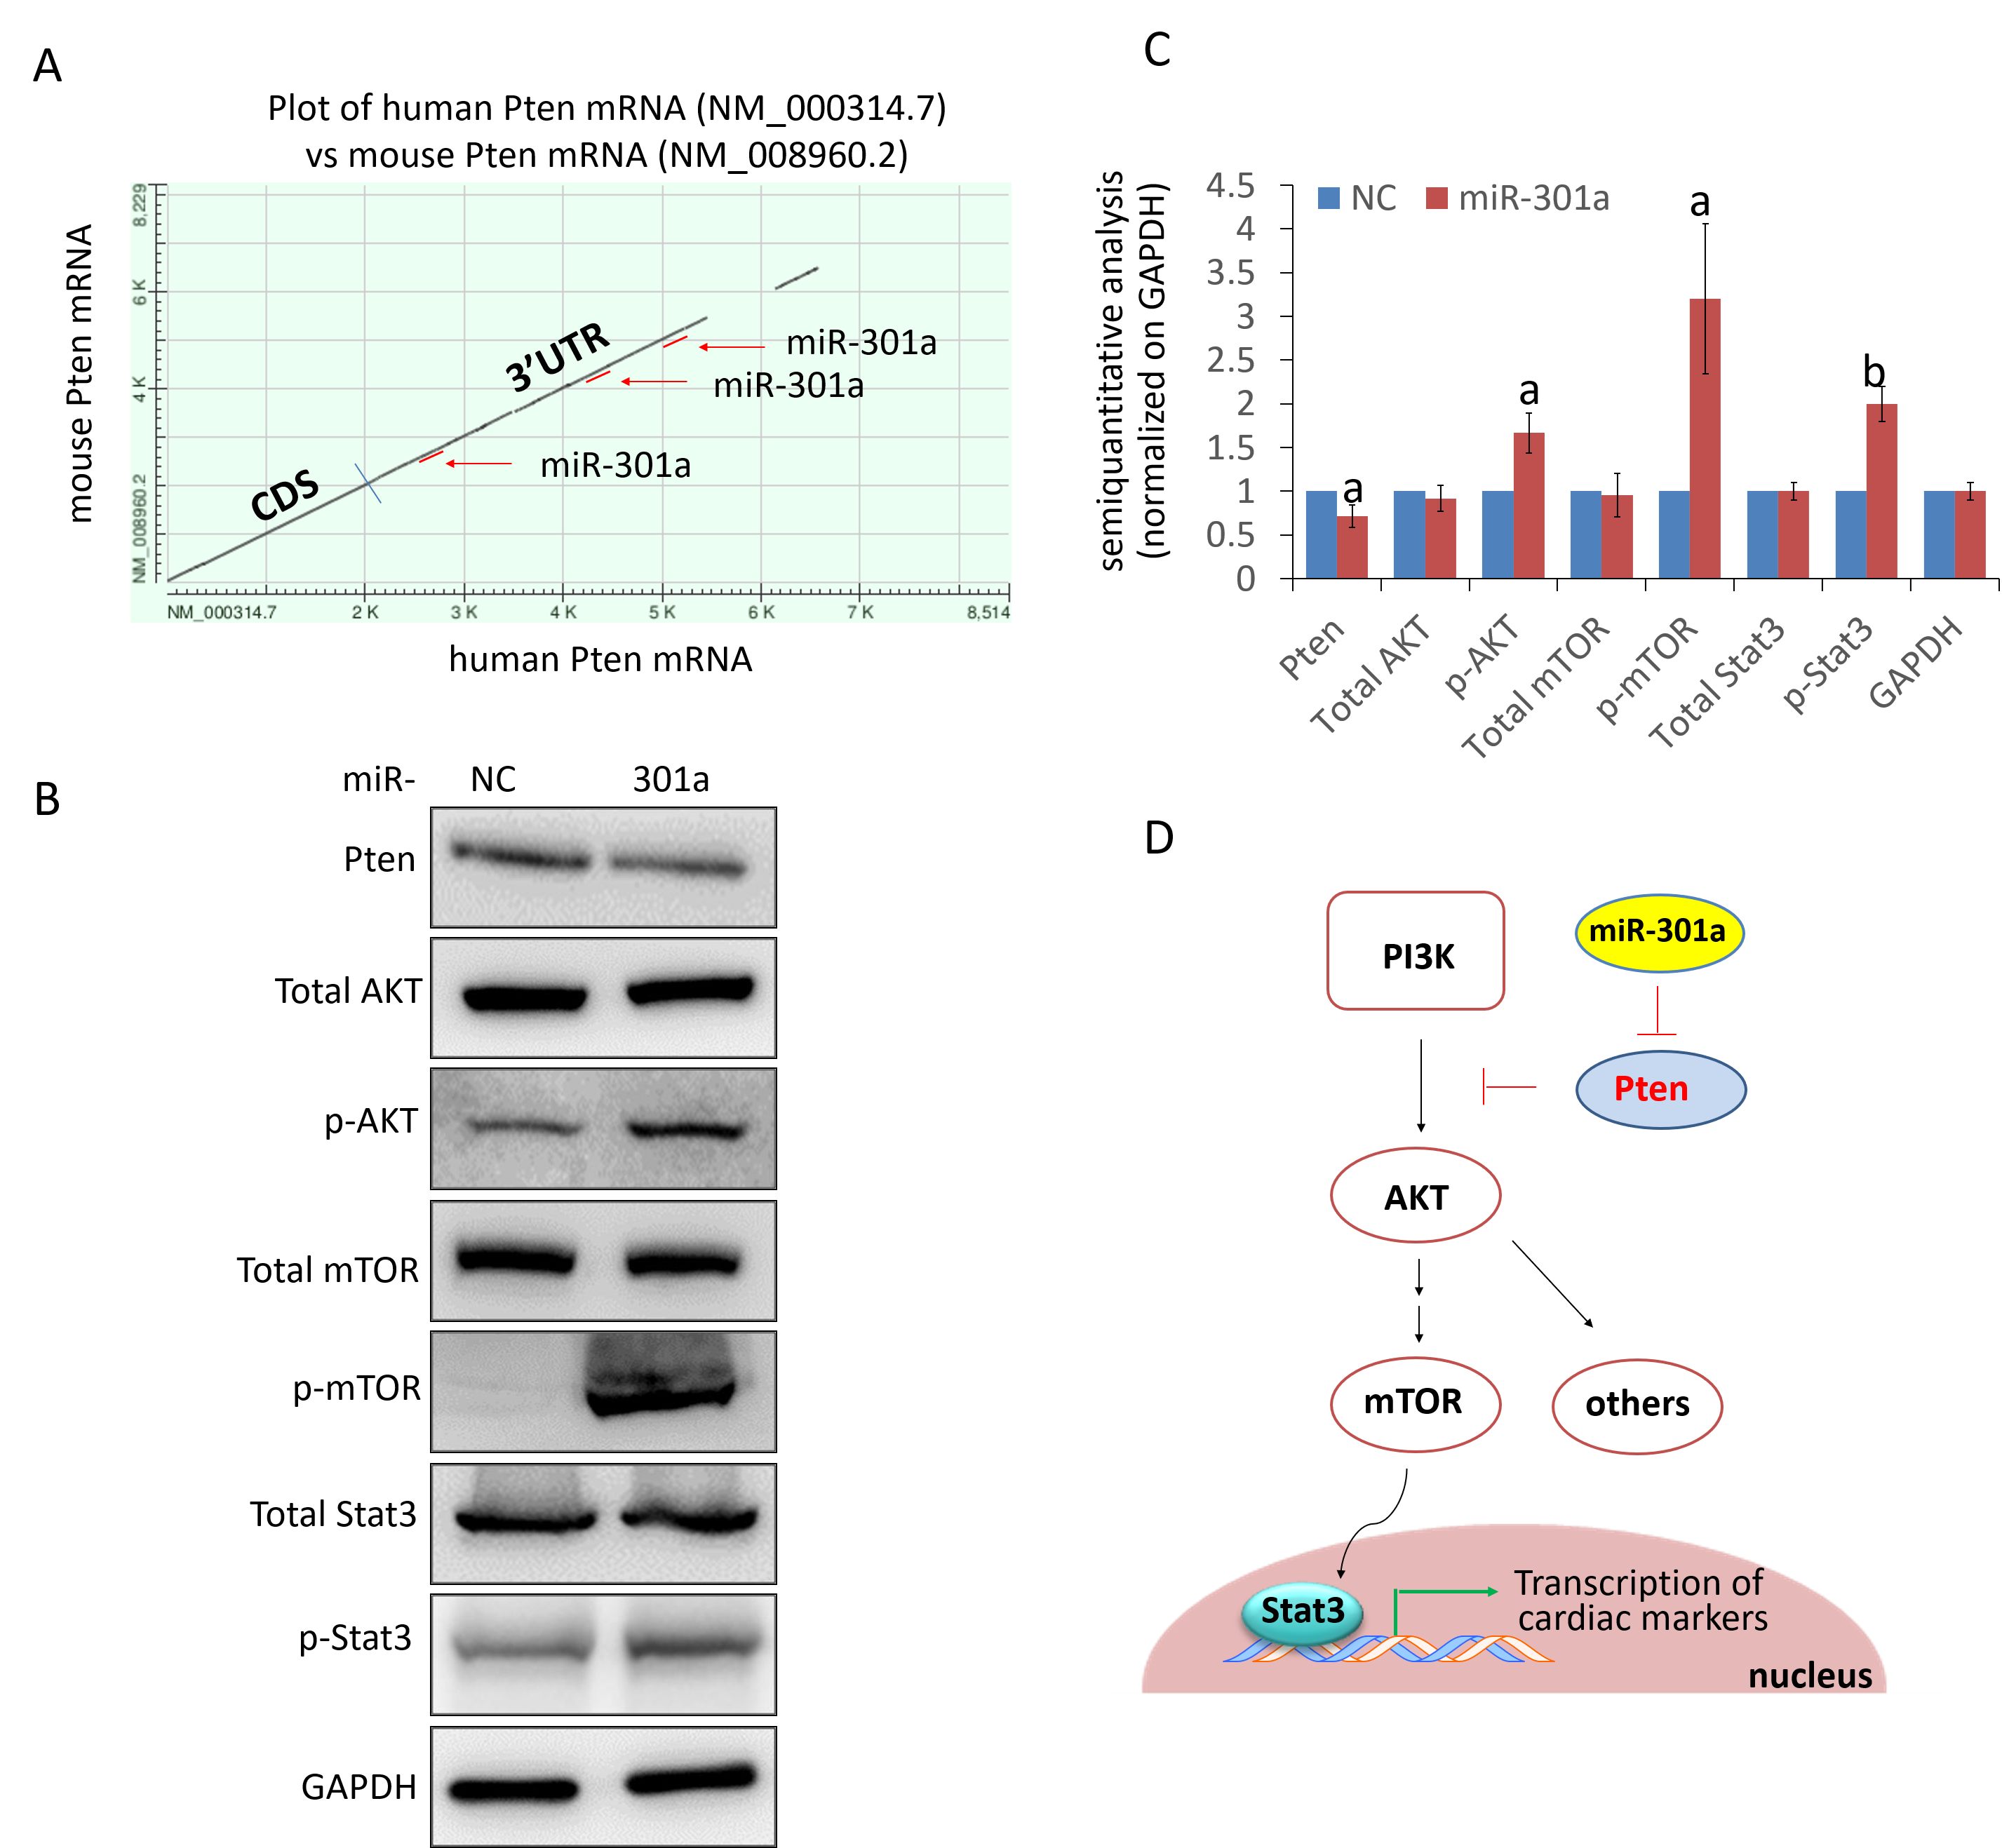 A
Plot of human Pten mRNA (NM_000314.7)
vs mouse Pten mRNA (NM_008960.2)
mouse Pten mRNA
8,229
6 K
4 K
NM_008960.2
CDS
3'UTR
miR-301a
miR-301a
miR-301a
NM_000314.7
2 K
3 K
4 K
5 K
6 K
7 K
8,514
human Pten mRNA
B
miR- NC 301a
Pten
Total AKT
p-AKT
Total mTOR
p-mTOR
Total Stat3
p-Stat3
GAPDH
C
semiquantitative analysis
(normalized on GAPDH)
NC
miR-301a
4.5
4
3.5
3
2.5
2
1.5
1
0.5
0
a
a
a
b
Pten
Total AKT
p-AKT
Total mTOR
p-mTOR
Total Stat3
p-Stat3
GAPDH
D
PI3K
miR-301a
Pten
AKT
mTOR
others
Stat3
Transcription of
cardiac markers
nucleus